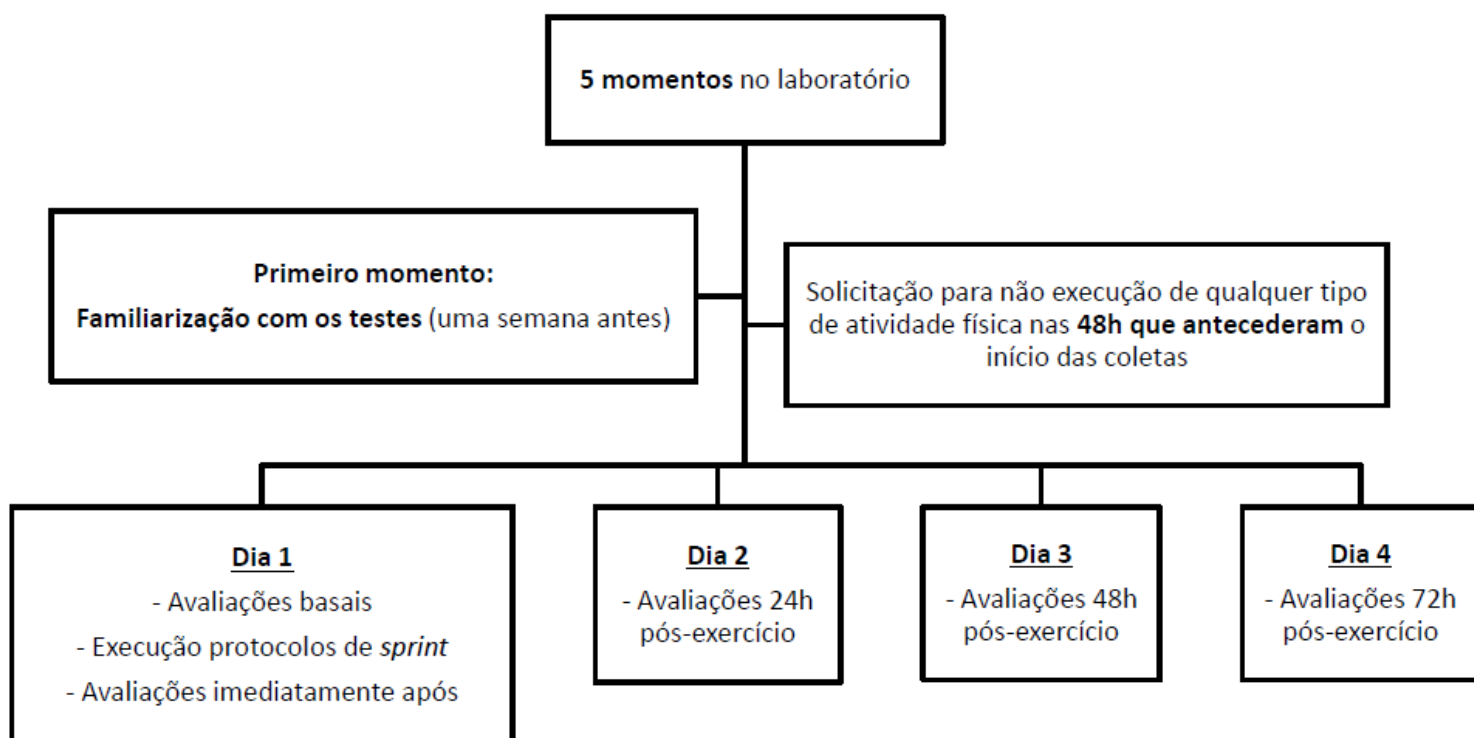 5 momentos no laboratório
Primeiro momento:
Familiarização com os testes (uma semana antes)
Solicitação para não execução de qualquer tipo
de atividade física nas 48h que antecederam o
início das coletas
Dia 1
- Avaliações basais
- Execução protocolos de sprint
- Avaliações imediatamente após
Dia 2
- Avaliações 24h
pós-exercício
Dia 3
- Avaliações 48h
pós-exercício
Dia 4
- Avaliações 72h
pós-exercício